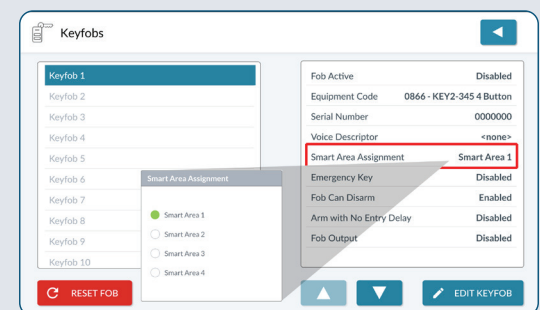 Keyfobs
Keyfob 1
Keyfob 2
Keyfob 3
Keyfob 4
Keyfob 5
Keyfob 6
Keyfob 7
Keyfob 8
Keyfob 9
Keyfob 10
Smart Area Assignment
Smart Area 1
Smart Area 2
Smart Area 3
Smart Area 4
Fob Active Disabled
Equipment Code 0866 - KEY2-345 4 Button
Serial Number 0000000
Voice Descriptor <none>
Smart Area Assignment Smart Area 1
Emergency Key Disabled
Fob Can Disarm Enabled
Arm with No Entry Delay Disabled
Fob Output Disabled
RESET FOB
EDIT KEYFOB